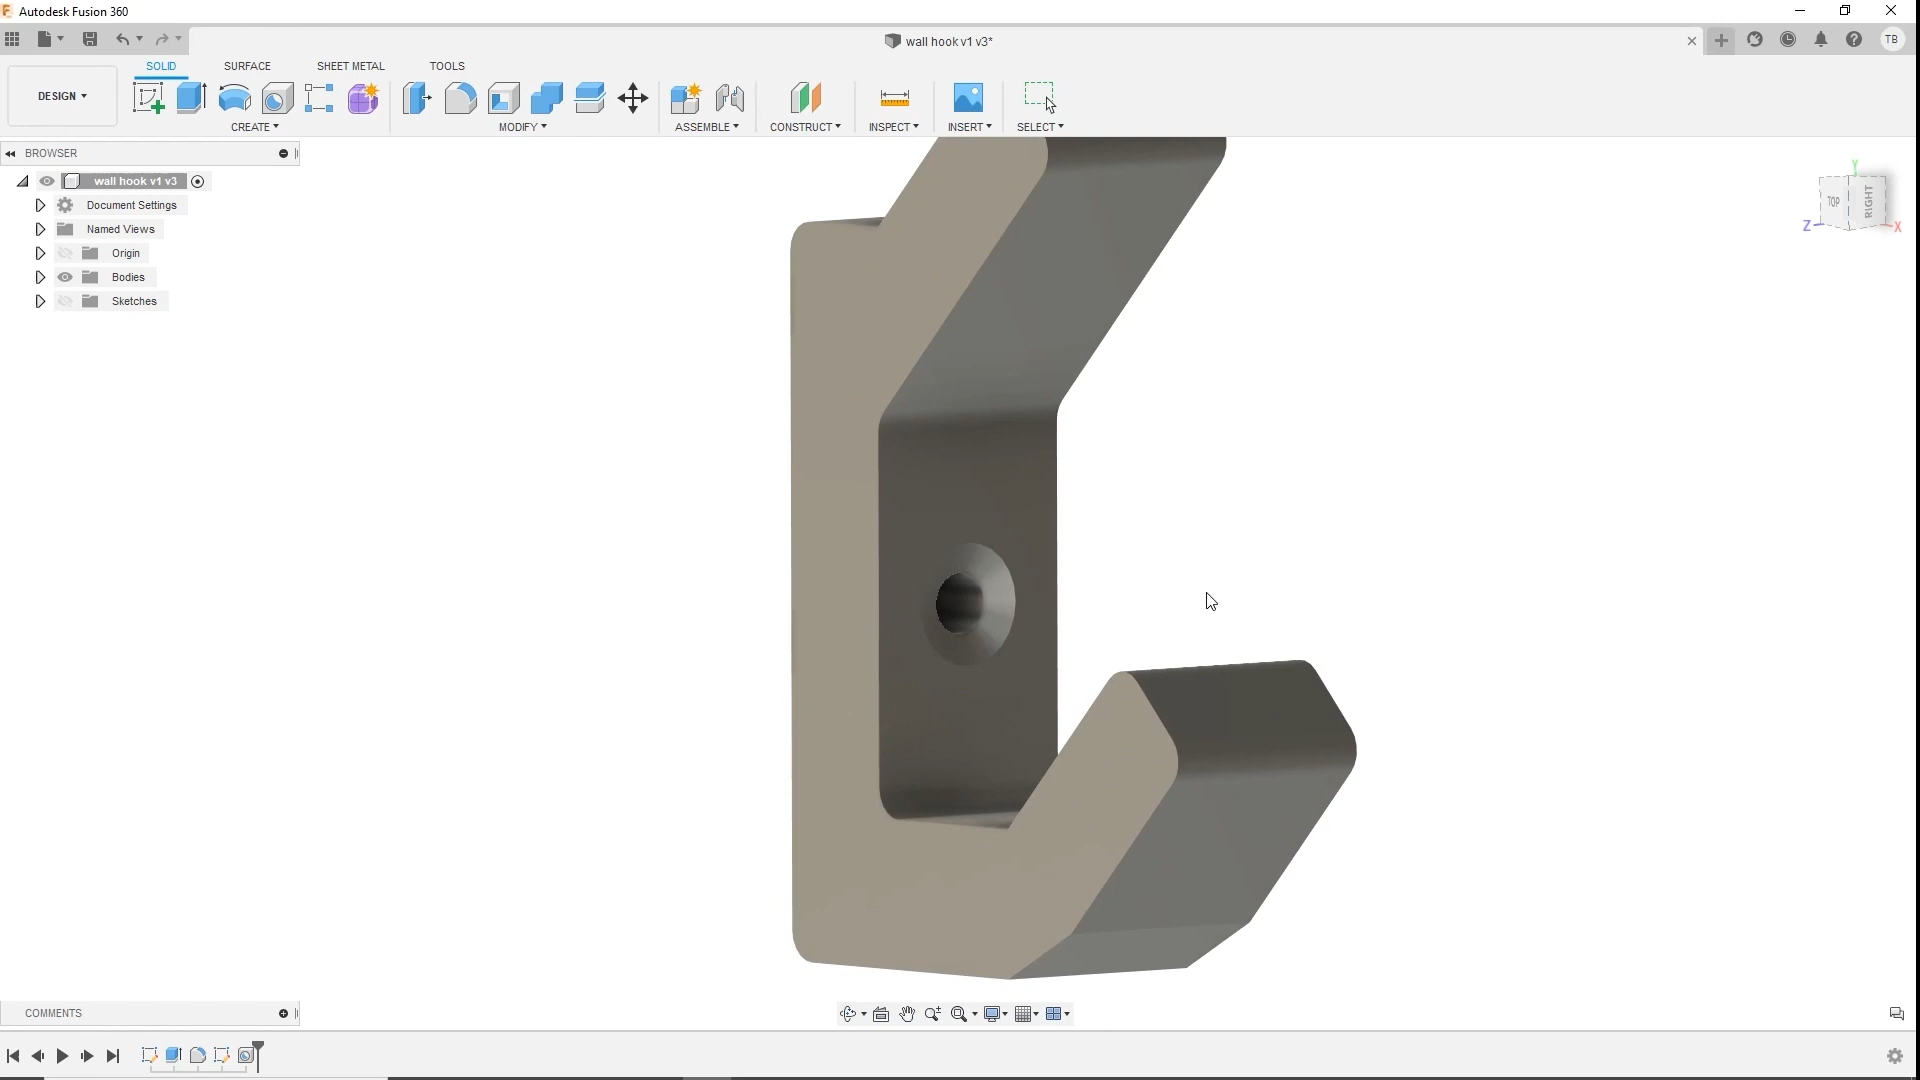 Autodesk Fusion 360
wall hook v1 v3*
TB
DESIGN
SOLID
SURFACE
SHEET METAL
TOOLS
CREATE
MODIFY
ASSEMBLE
CONSTRUCT
INSPECT
INSERT
SELECT
BROWSER
wall hook v1 v3
Document Settings
Named Views
Origin
Bodies
Sketches
Y
TOP
RIGHT
Z
X
COMMENTS